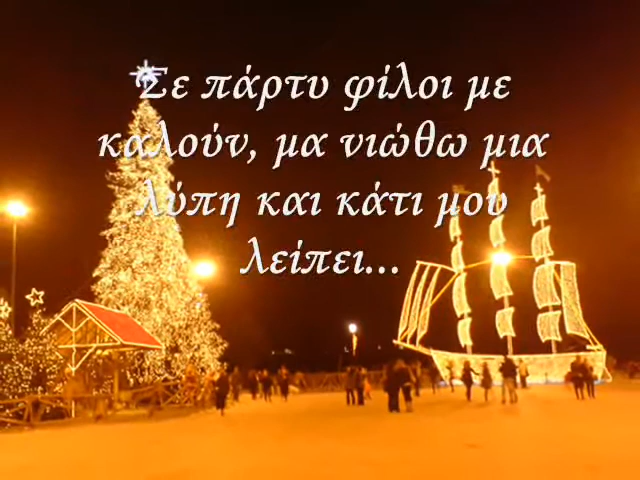 Σε πάρτυ φίλοι με
καλούν, μα νιώθω μια
λύπη και κάτι μου
λείπει...